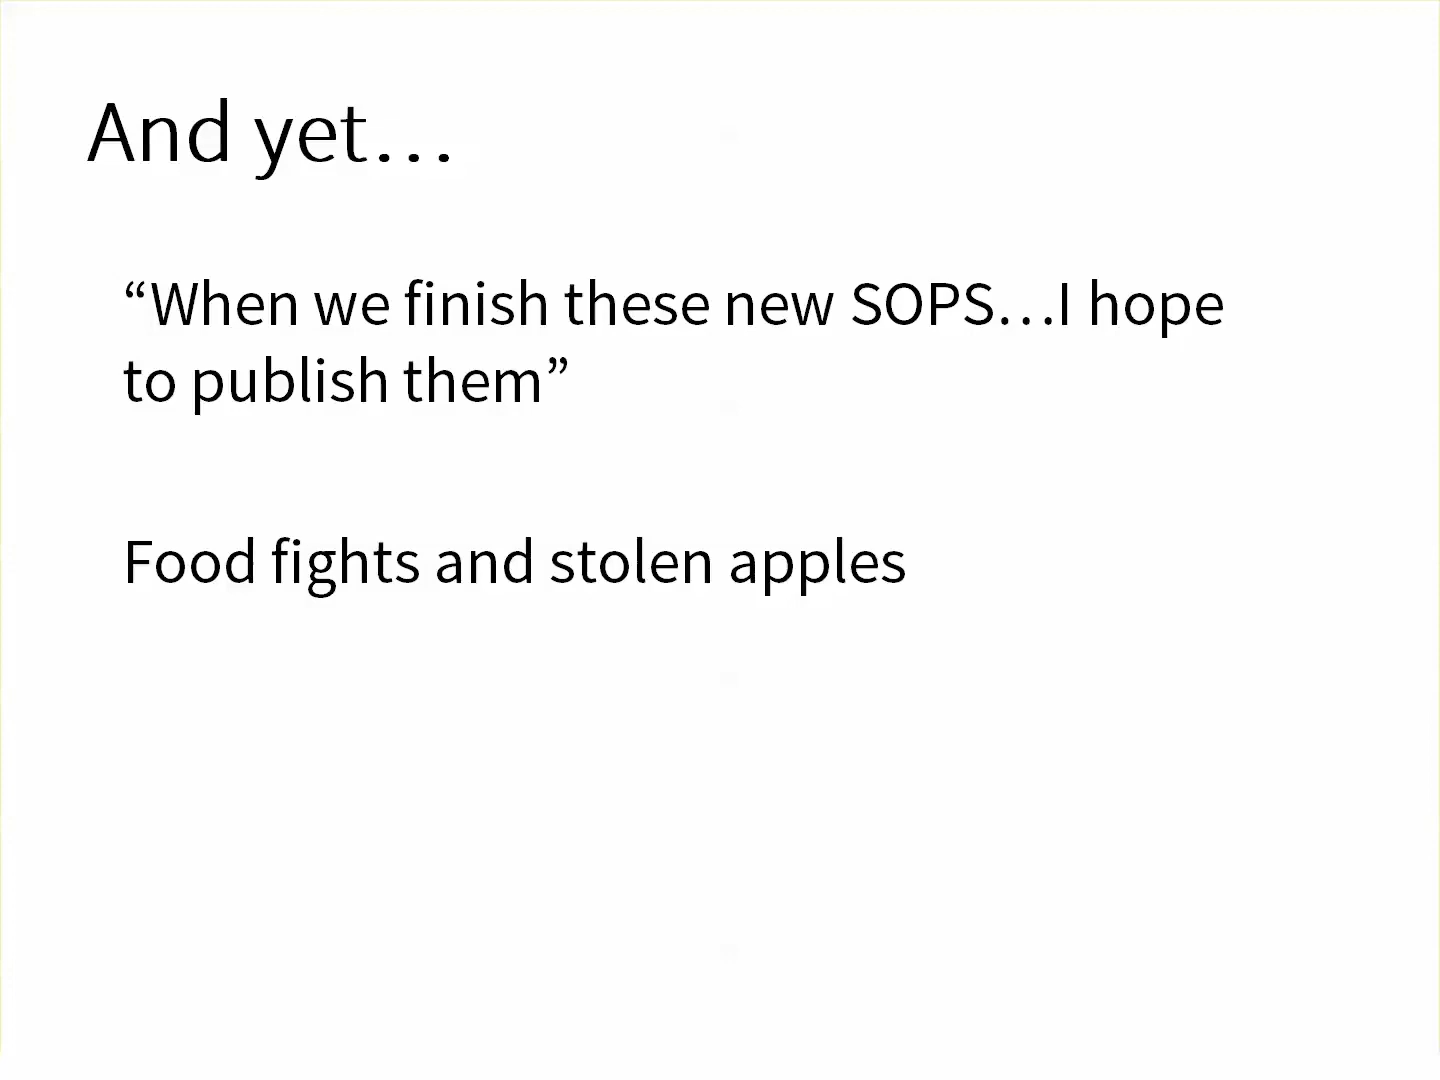 And yet…
“When we finish these new SOPS…I hope
to publish them”
Food fights and stolen apples